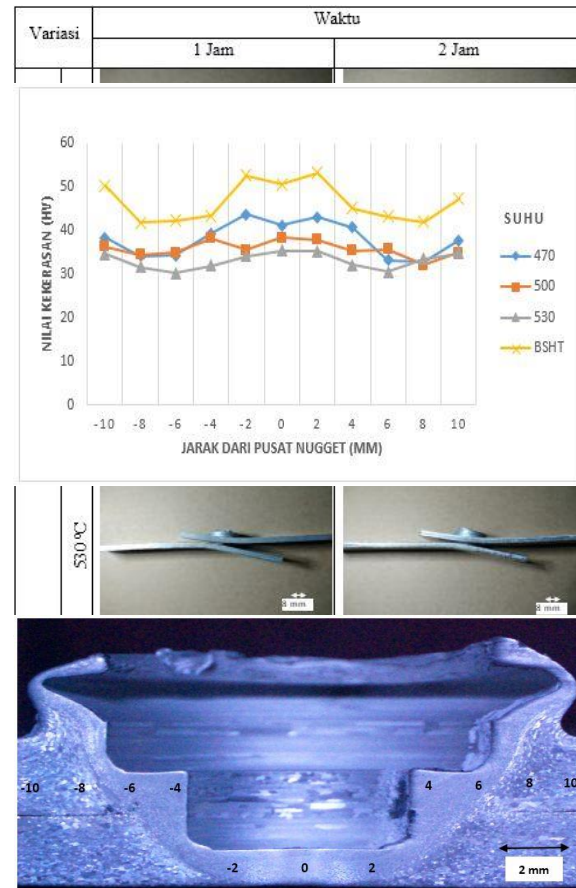 Variasi
Waktu
1 Jam
2 Jam
60
50
40
30
20
10
0
NILAI KEKERASAN (HV)
-10 -8 -6 -4 -2 0 2 4 6 8 10
JARAK DARI PUSAT NUGGET (MM)
SUHU
470
500
530
BSHT
530 °C
8 mm
8 mm
-10 -8 -6 -4 4 6 8 10
-2 0 2
2 mm